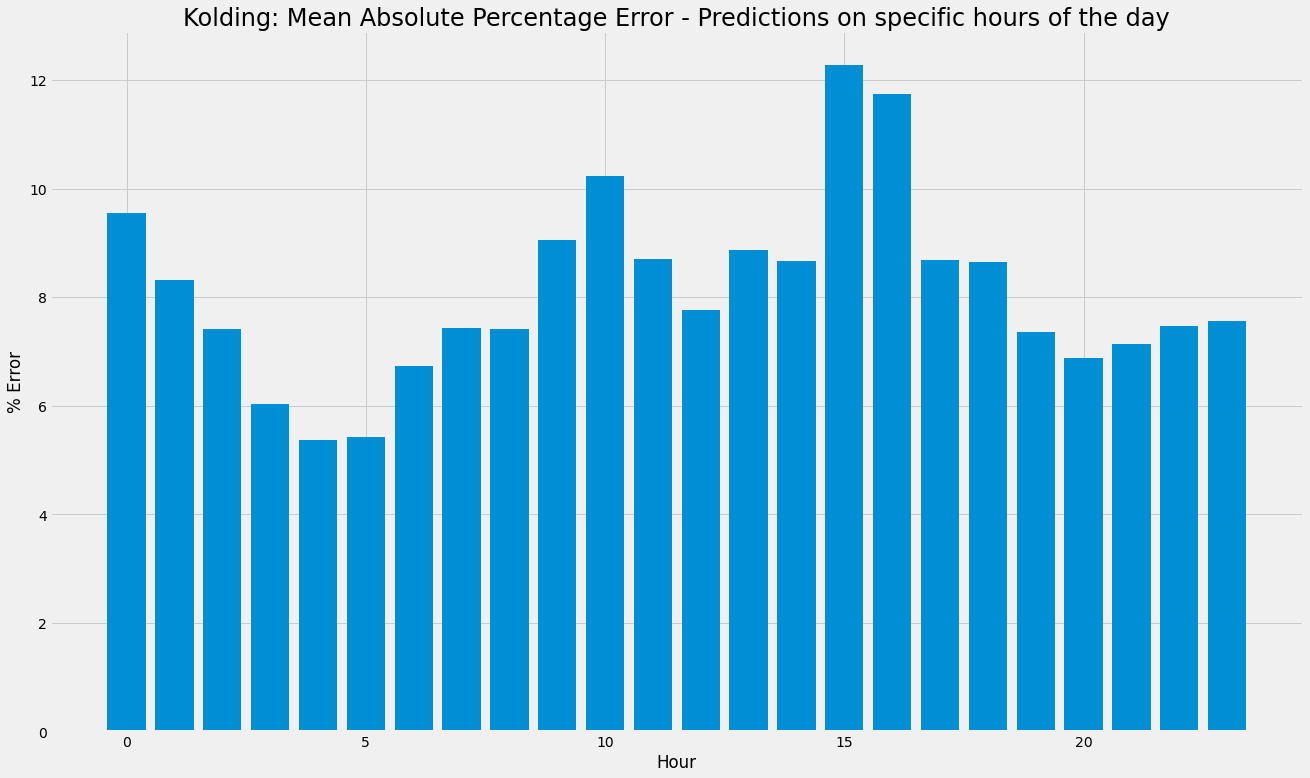 Kolding: Mean Absolute Percentage Error - Predictions on specific hours of the day
12
10
8
6
4
2
0
% Error
0 5 10 15 20
Hour